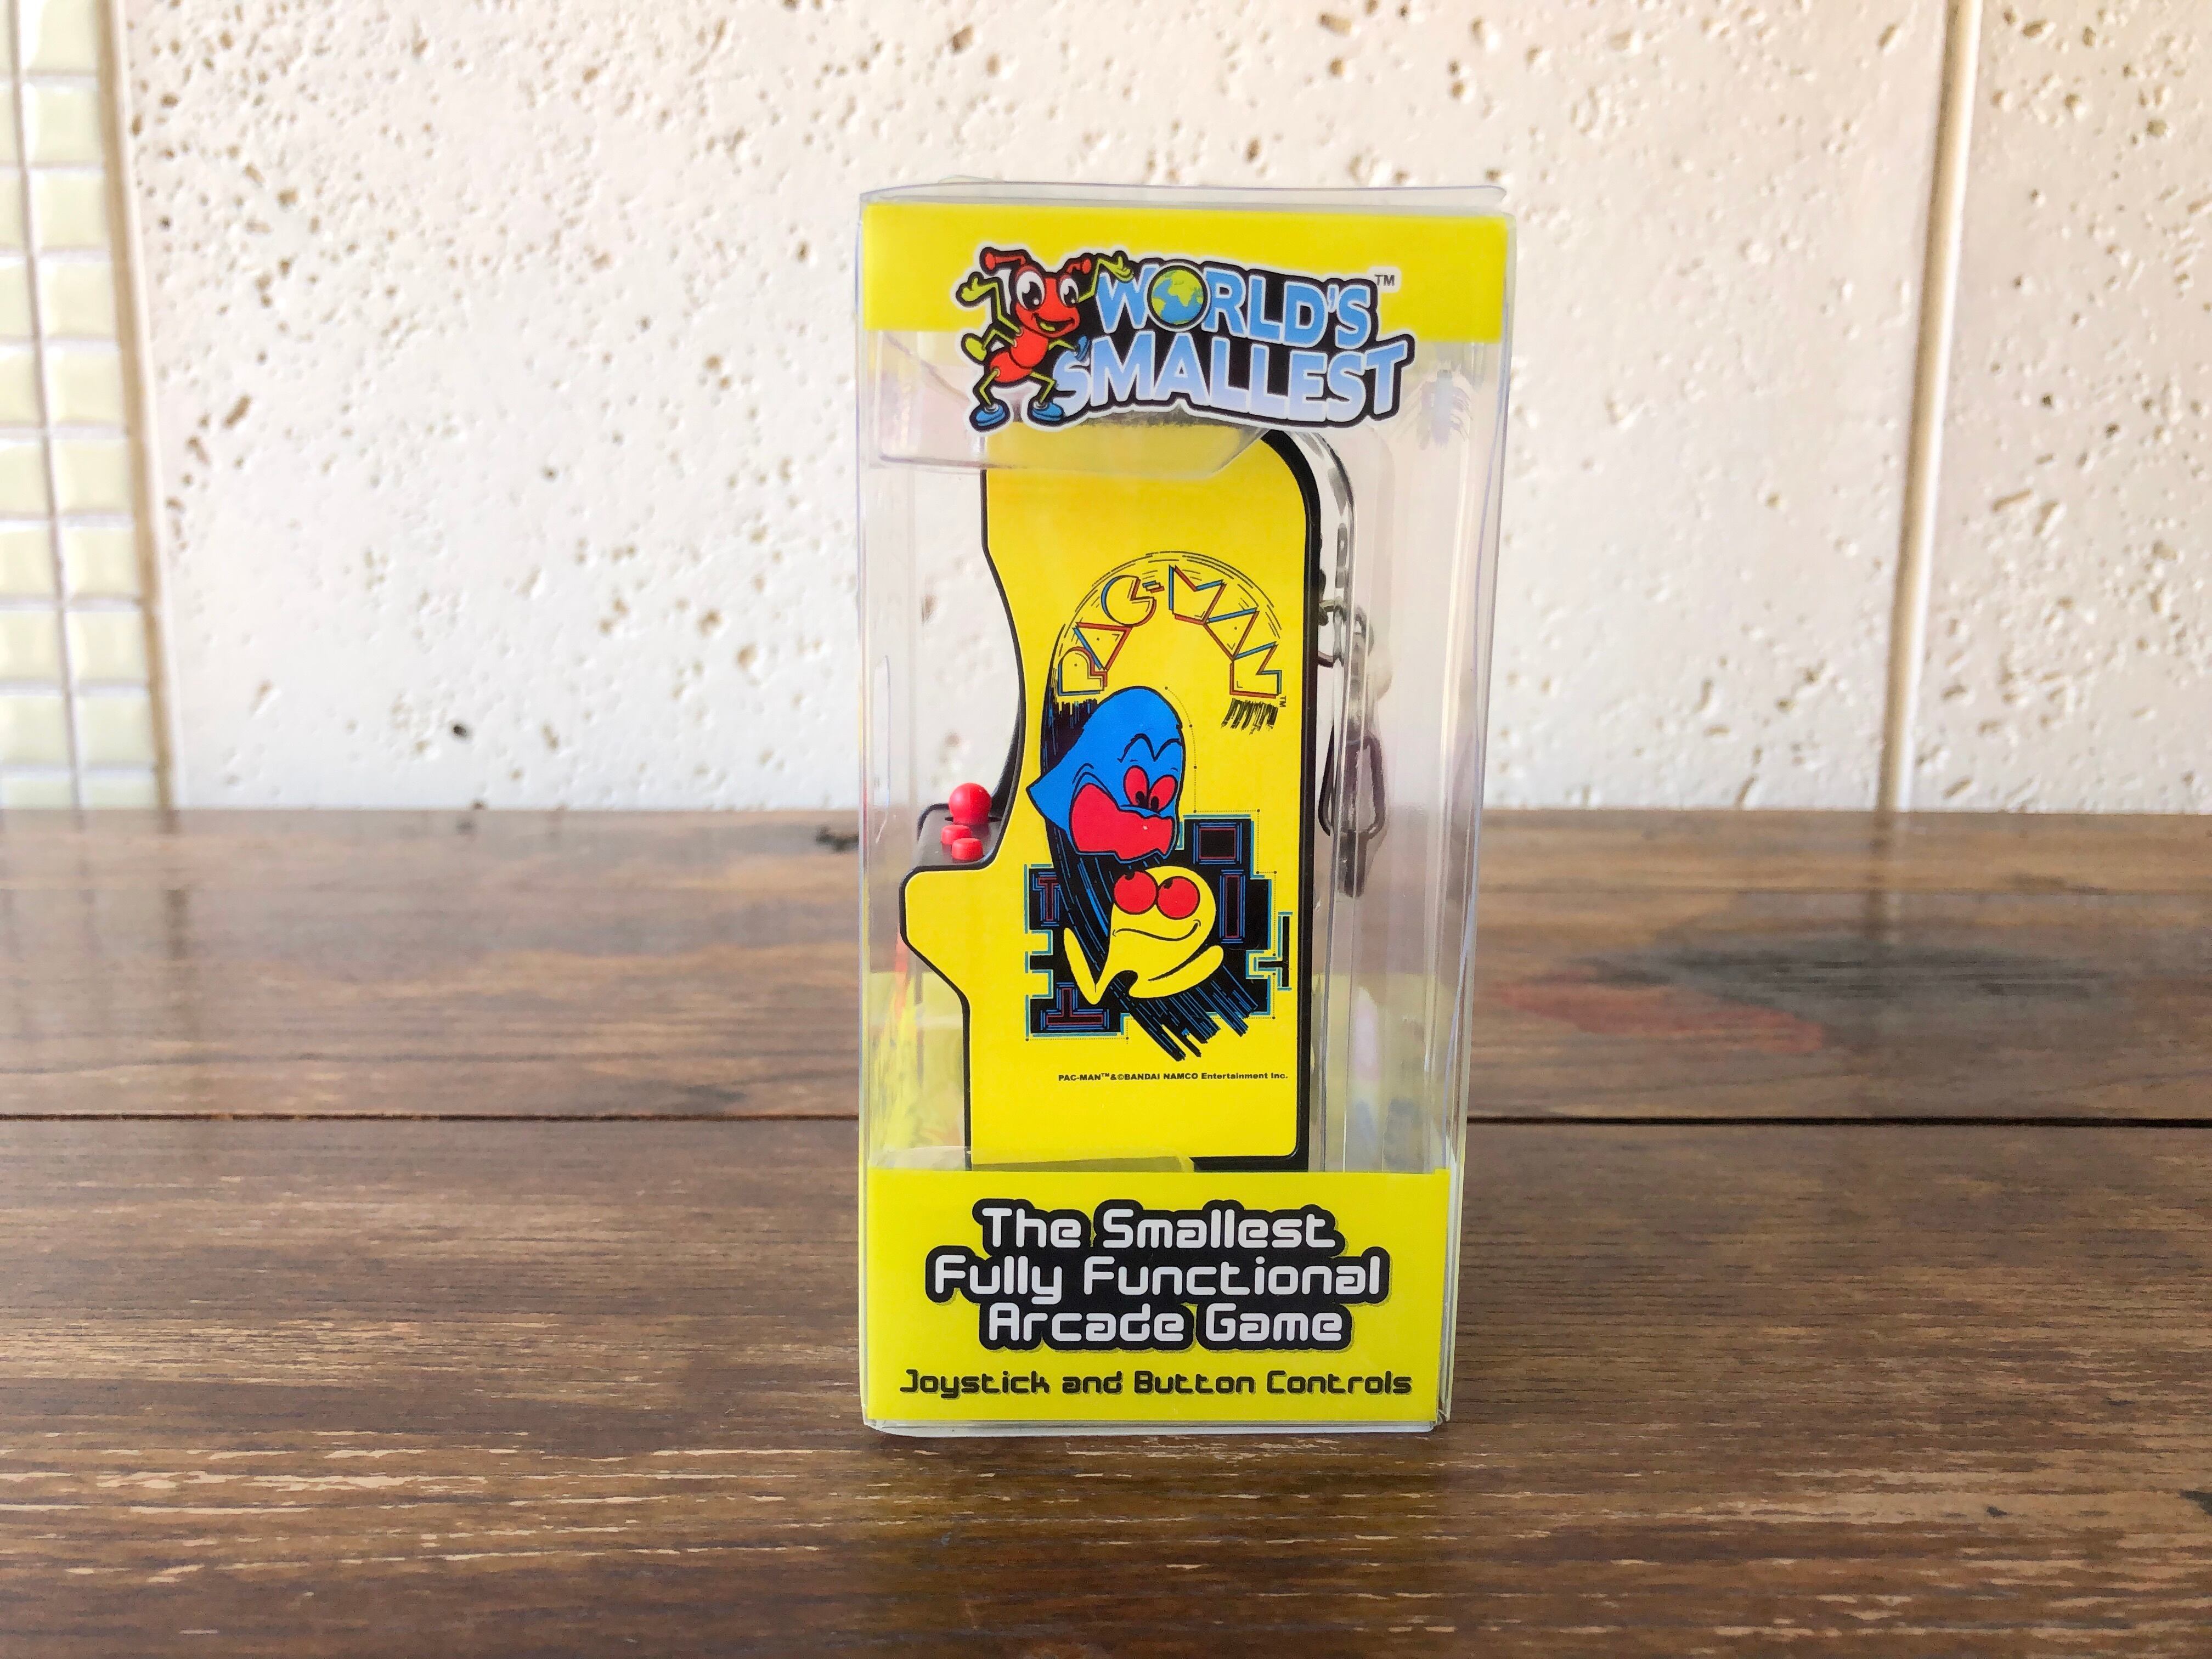 WORLD'S™
SMALLEST
PAC-MAN™
PAC-MAN™&©BANDAI NAMCO Entertainment Inc.
The Smallest
Fully Functional
Arcade Game
Joystick and Button Controls